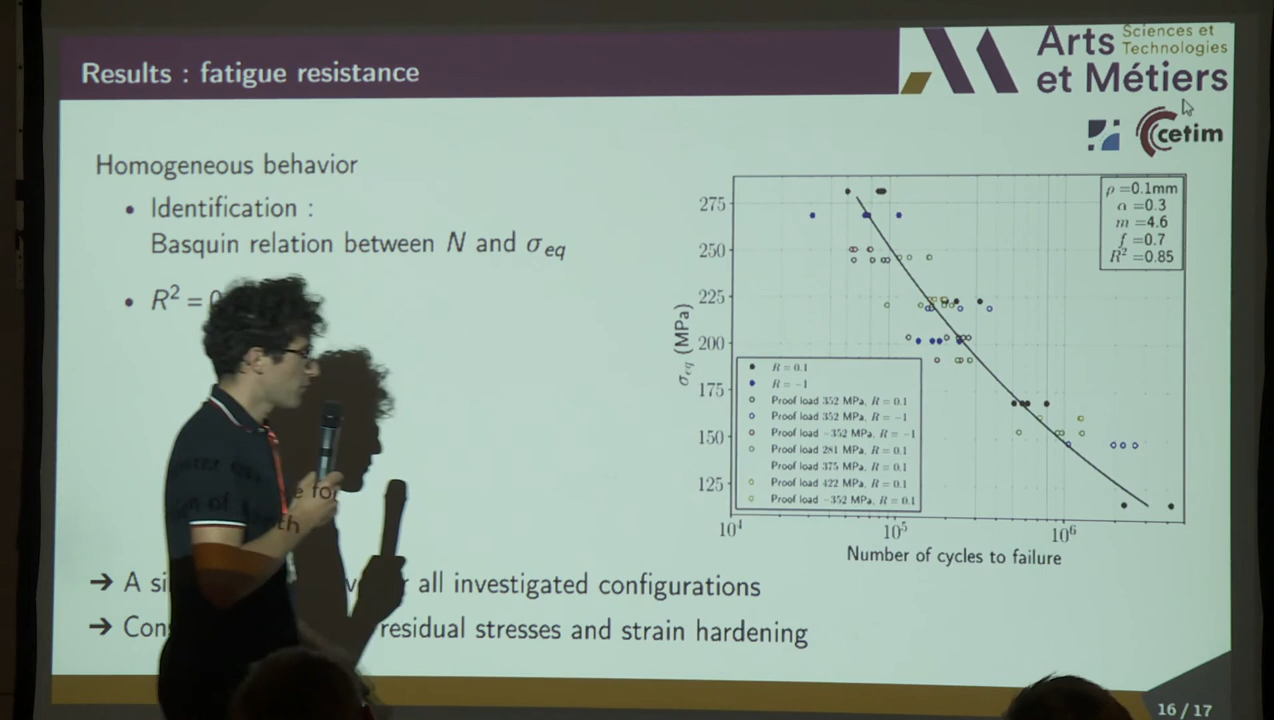 Results : fatigue resistance
Arts
et Métiers
Sciences et
Technologies
cetim
Homogeneous behavior
• Identification :
Basquin relation between N and σeq
• R² =
σeq (MPa)
275
250
225
200
175
150
125
10⁴
10⁵
10⁶
Number of cycles to failure
ρ =0.1mm
α =0.3
m =4.6
f =0.7
R² =0.85
R = 0.1
R = −1
Proof load 352 MPa, R = 0.1
Proof load 352 MPa, R = −1
Proof load −352 MPa, R = −1
Proof load 281 MPa, R = 0.1
Proof load 375 MPa, R = 0.1
Proof load 422 MPa, R = 0.1
Proof load −352 MPa, R = 0.1
→ A all investigated configurations
→ residual stresses and strain hardening
16 / 17